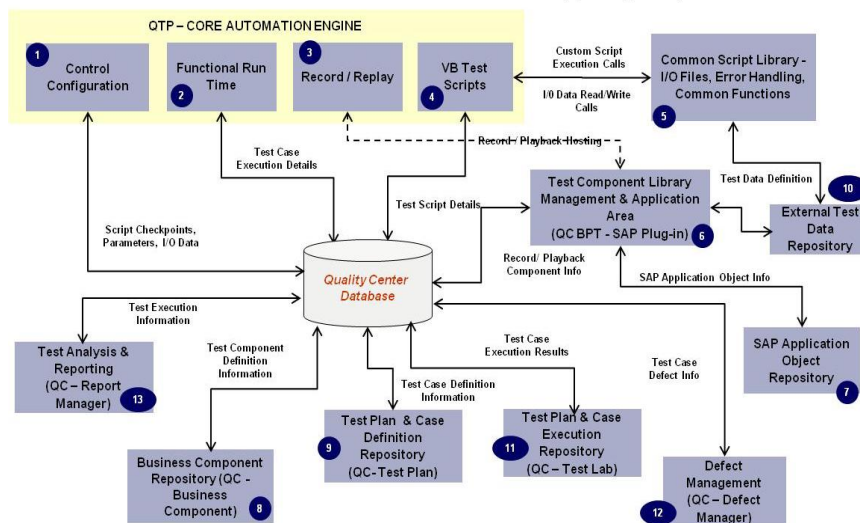 QTP – CORE AUTOMATION ENGINE
1
Control
Configuration
Functional Run
Time
2
3
Record / Replay
VB Test
Scripts
4
Custom Script
Execution Calls
I/O Data Read/Write
Calls
Common Script Library -
I/O Files, Error Handling,
Common Functions
5
Record / Playback Hosting
Test Case
Execution Details
Test Script Details
Test Data Definition
10
External Test
Data
Repository
Test Component Library
Management & Application
Area
(QC BPT - SAP Plug-in)
6
Script Checkpoints,
Parameters, I/O Data
Quality Center
Database
Record/ Playback
Component Info
SAP Application Object Info
SAP Application
Object
Repository
7
Test Execution
Information
Test Analysis &
Reporting
(QC – Report
Manager)
13
Test Component
Definition
Information
Test Case
Execution Results
Test Case Definition
Information
Test Case
Defect Info
Business Component
Repository (QC -
Business
Component)
8
Test Plan & Case
Definition
Repository
(QC-Test Plan)
9
Test Plan & Case
Execution
Repository
(QC – Test Lab)
11
Defect
Management
(QC – Defect
Manager)
12